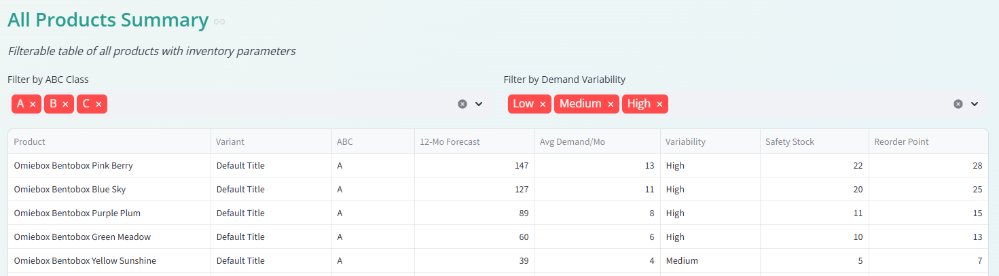 All Products Summary
Filterable table of all products with inventory parameters
Filter by ABC Class
Filter by Demand Variability
A × B × C ×
Low × Medium × High ×
Product Variant ABC 12-Mo Forecast Avg Demand/Mo Variability Safety Stock Reorder Point
Omiebox Bentobox Pink Berry Default Title A 147 13 High 22 28
Omiebox Bentobox Blue Sky Default Title A 127 11 High 20 25
Omiebox Bentobox Purple Plum Default Title A 89 8 High 11 15
Omiebox Bentobox Green Meadow Default Title A 60 6 High 10 13
Omiebox Bentobox Yellow Sunshine Default Title A 39 4 Medium 5 7